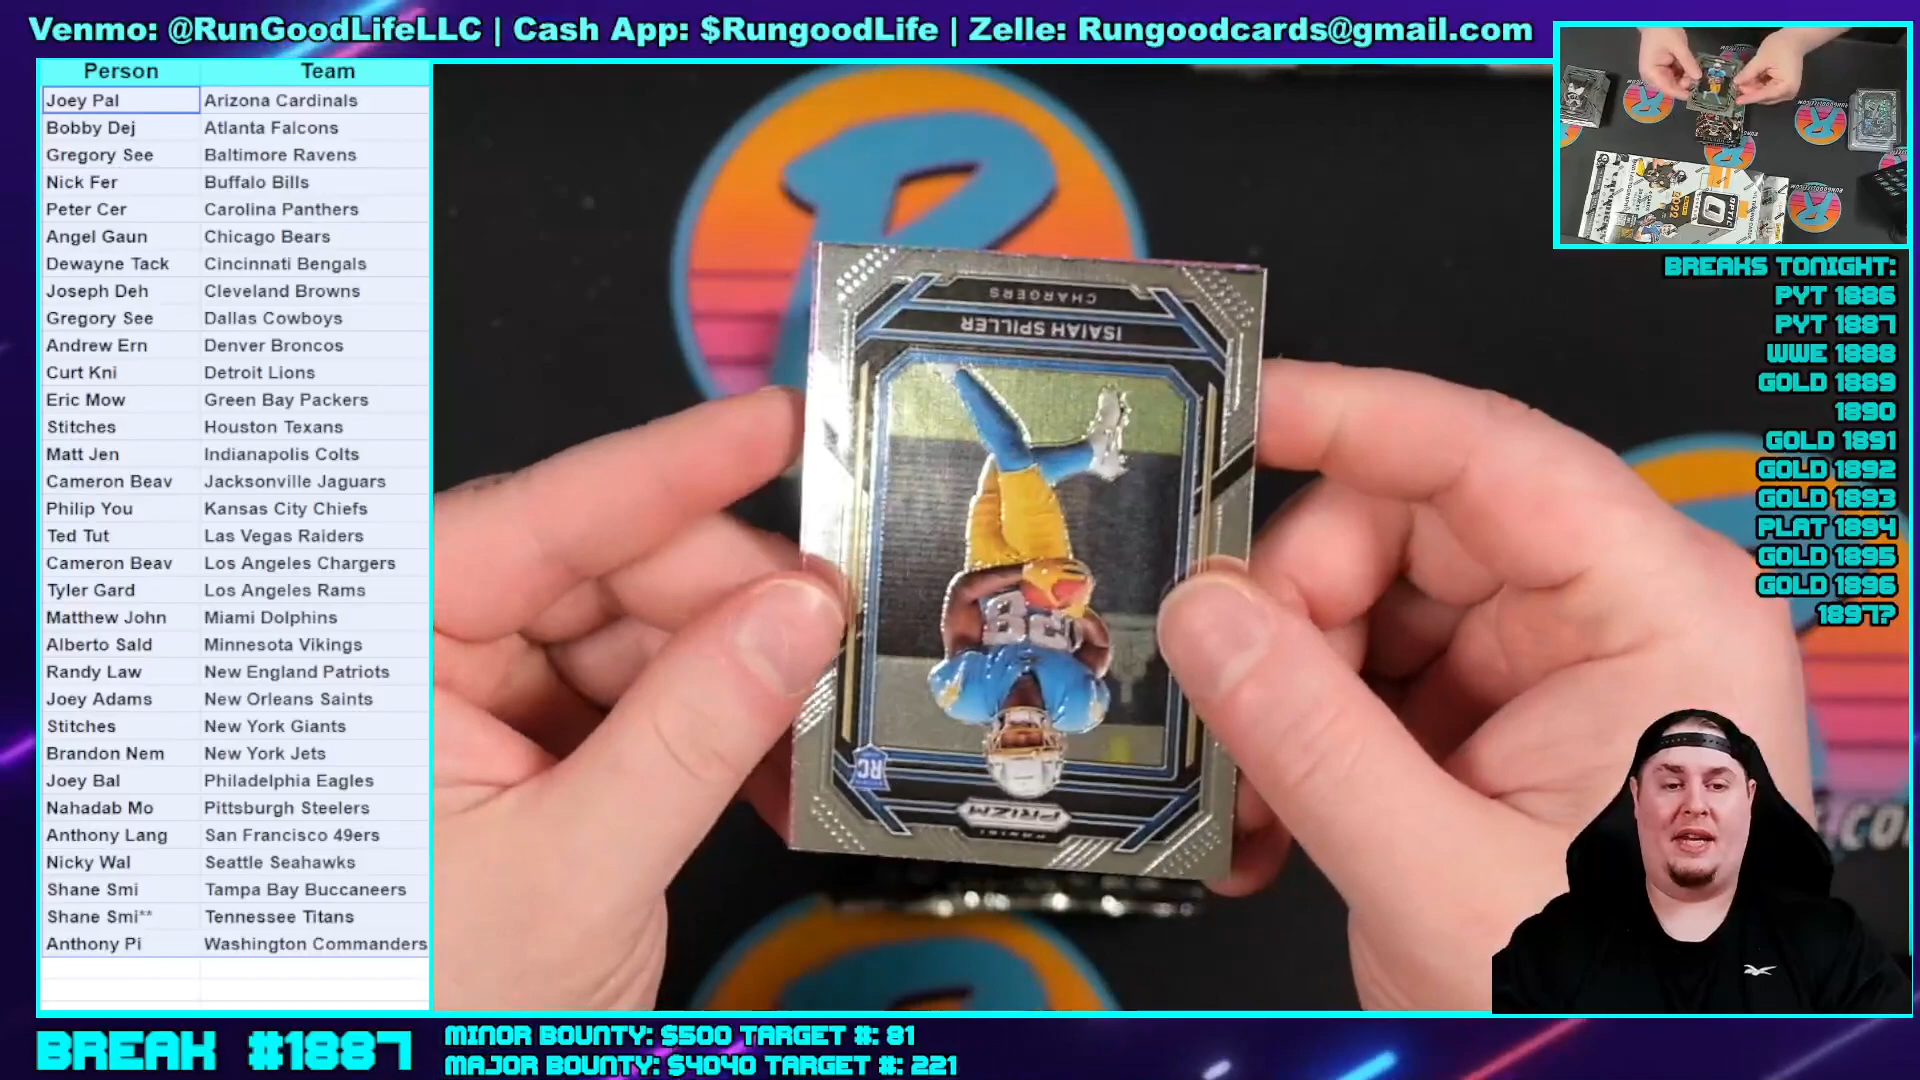 Venmo: @RunGoodLifeLLC | Cash App: $RungoodLife | Zelle: Rungoodcards@gmail.com
Person Team
Joey Pal Arizona Cardinals
Bobby Dej Atlanta Falcons
Gregory See Baltimore Ravens
Nick Fer Buffalo Bills
Peter Cer Carolina Panthers
Angel Gaun Chicago Bears
Dewayne Tack Cincinnati Bengals
Joseph Deh Cleveland Browns
Gregory See Dallas Cowboys
Andrew Ern Denver Broncos
Curt Kni Detroit Lions
Eric Mow Green Bay Packers
Stitches Houston Texans
Matt Jen Indianapolis Colts
Cameron Beav Jacksonville Jaguars
Philip You Kansas City Chiefs
Ted Tut Las Vegas Raiders
Cameron Beav Los Angeles Chargers
Tyler Gard Los Angeles Rams
Matthew John Miami Dolphins
Alberto Sald Minnesota Vikings
Randy Law New England Patriots
Joey Adams New Orleans Saints
Stitches New York Giants
Brandon Nem New York Jets
Joey Bal Philadelphia Eagles
Nahadab Mo Pittsburgh Steelers
Anthony Lang San Francisco 49ers
Nicky Wal Seattle Seahawks
Shane Smi Tampa Bay Buccaneers
Shane Smi** Tennessee Titans
Anthony Pi Washington Commanders
CHARGERS
ISAIAH SPILLER
28
RC
PRIZM
PANINI
OPTIC
2022
BREAKS TONIGHT:
PYT 1886
PYT 1887
WWE 1888
GOLD 1889
1890
GOLD 1891
GOLD 1892
GOLD 1893
PLAT 1894
GOLD 1895
GOLD 1896
1897?
BREAK #1887
MINOR BOUNTY: $500 TARGET #: 81
MAJOR BOUNTY: $4040 TARGET #: 221